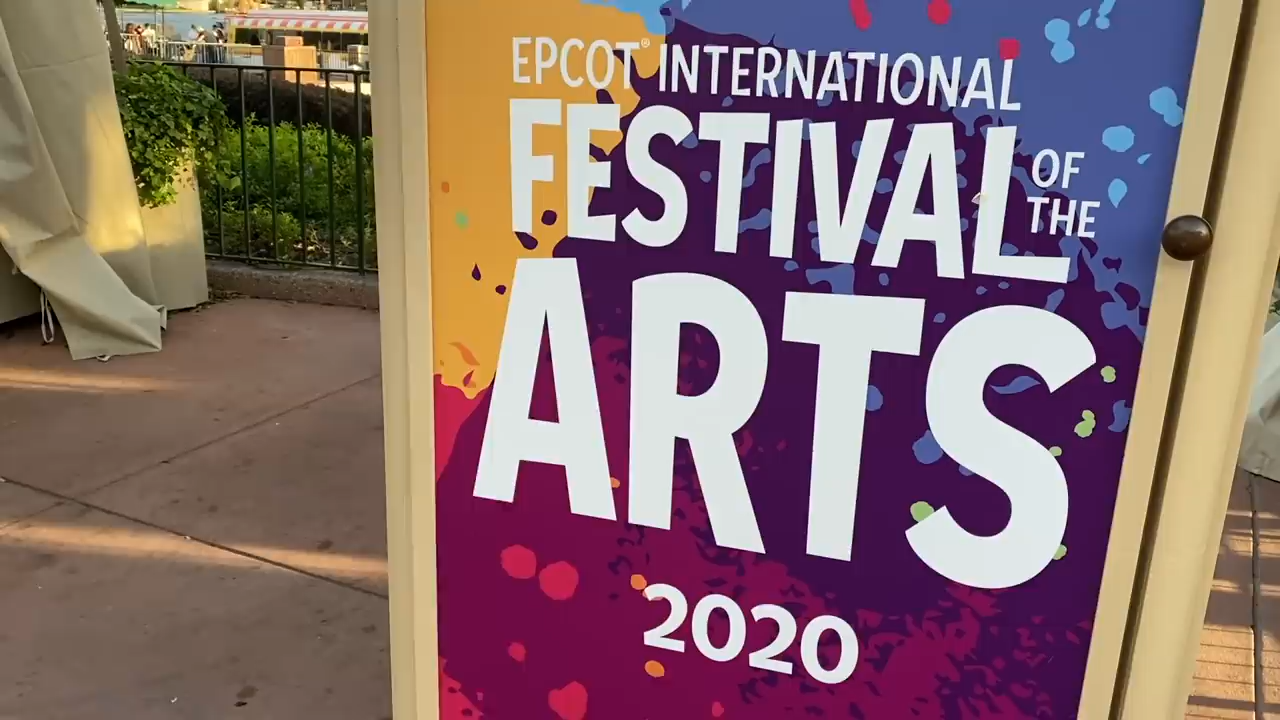 EPCOT® INTERNATIONAL
FESTIVAL OF THE
ARTS
2020